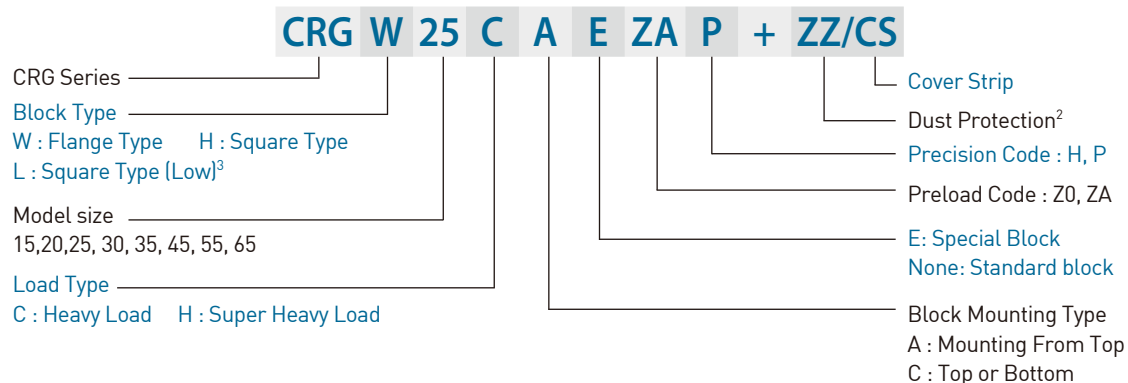 CRG W 25 C A E ZA P + ZZ/CS
CRG Series
Block Type
W : Flange Type H : Square Type
L : Square Type (Low)3
Model size
15,20,25, 30, 35, 45, 55, 65
Load Type
C : Heavy Load H : Super Heavy Load
Cover Strip
Dust Protection2
Precision Code : H, P
Preload Code : Z0, ZA
E: Special Block
None: Standard block
Block Mounting Type
A : Mounting From Top
C : Top or Bottom